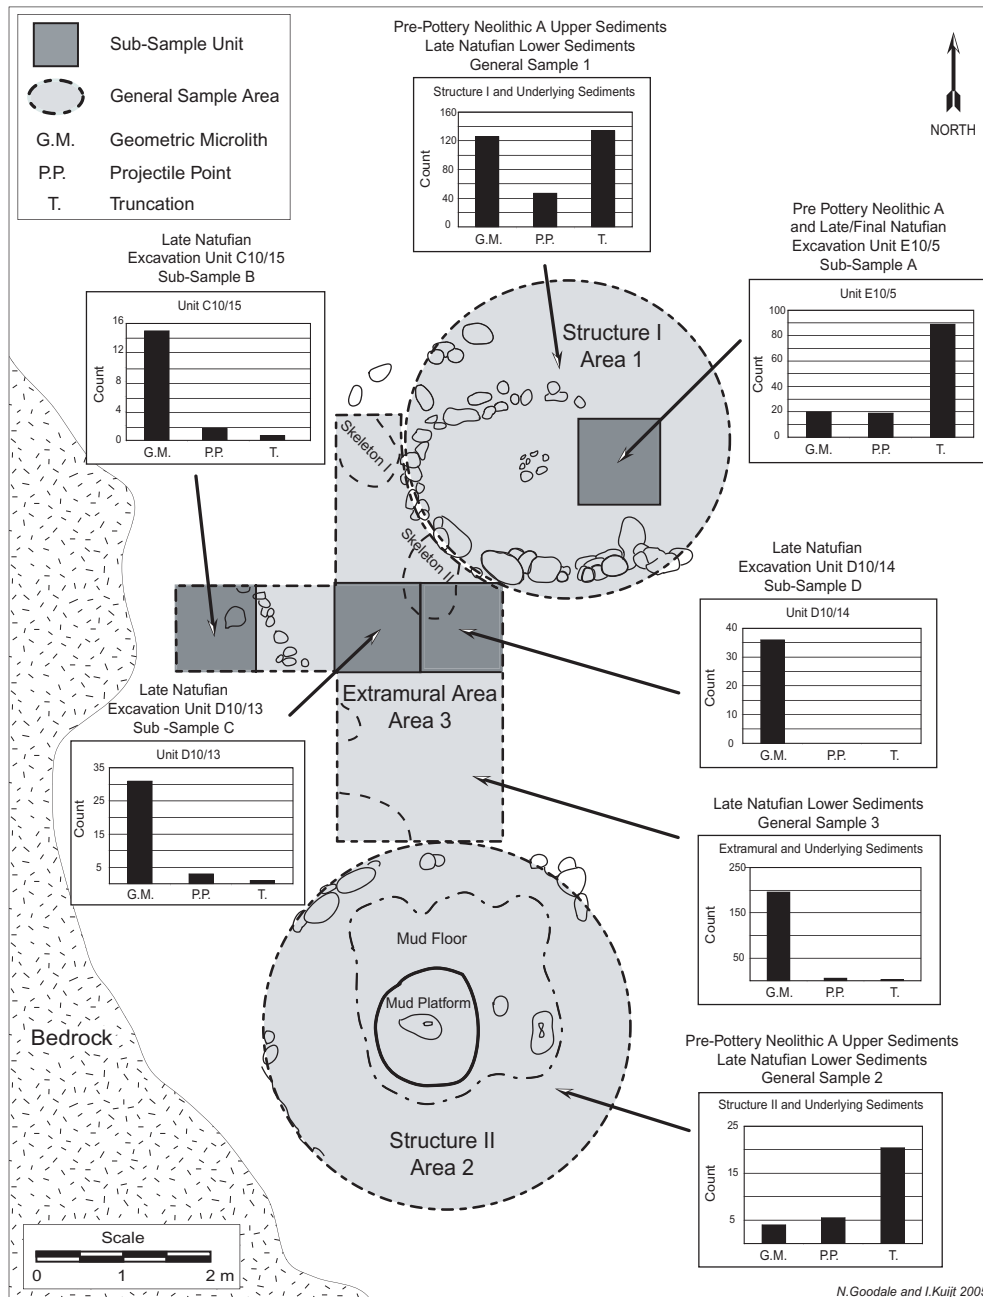 Sub-Sample Unit
General Sample Area
G.M. Geometric Microlith
P.P. Projectile Point
T. Truncation
Pre-Pottery Neolithic A Upper Sediments
Late Natufian Lower Sediments
General Sample 1
Structure I and Underlying Sediments
160
120
80
40
0
Count
G.M. P.P. T.
NORTH
Late Natufian
Excavation Unit C10/15
Sub-Sample B
Unit C10/15
16
12
8
4
0
Count
G.M. P.P. T.
Pre Pottery Neolithic A
and Late/Final Natufian
Excavation Unit E10/5
Sub-Sample A
Unit E10/5
100
80
60
40
20
0
Count
G.M. P.P. T.
Structure I
Area 1
Skeleton I
Skeleton II
Late Natufian
Excavation Unit D10/14
Sub-Sample D
Unit D10/14
40
30
20
10
0
Count
G.M. P.P. T.
Extramural Area
Area 3
Late Natufian
Excavation Unit D10/13
Sub -Sample C
Unit D10/13
35
25
15
5
Count
G.M. P.P. T.
Late Natufian Lower Sediments
General Sample 3
Extramural and Underlying Sediments
250
150
50
Count
G.M. P.P. T.
Mud Floor
Mud Platform
Bedrock
Structure II
Area 2
Pre-Pottery Neolithic A Upper Sediments
Late Natufian Lower Sediments
General Sample 2
Structure II and Underlying Sediments
25
15
5
Count
G.M. P.P. T.
Scale
0 1 2 m
N.Goodale and I.Kuijt 2005